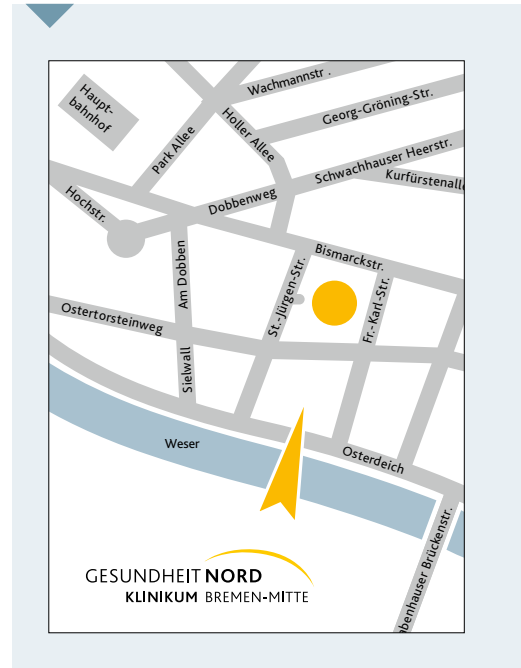 Wachmannstr .
Haupt-
bahnhof
Georg-Gröning-Str.
Holler Allee
Park Allee
Schwachhauser Heerstr.
Kurfürstenalle
Dobbenweg
Hochstr.
Bismarckstr.
Am Dobben
St.-Jürgen-Str.
Fr.-Karl-Str.
Ostertorsteinweg
Sielwall
Weser
Osterdeich
abenhauser Brückenstr.
GESUNDHEIT NORD
KLINIKUM BREMEN-MITTE